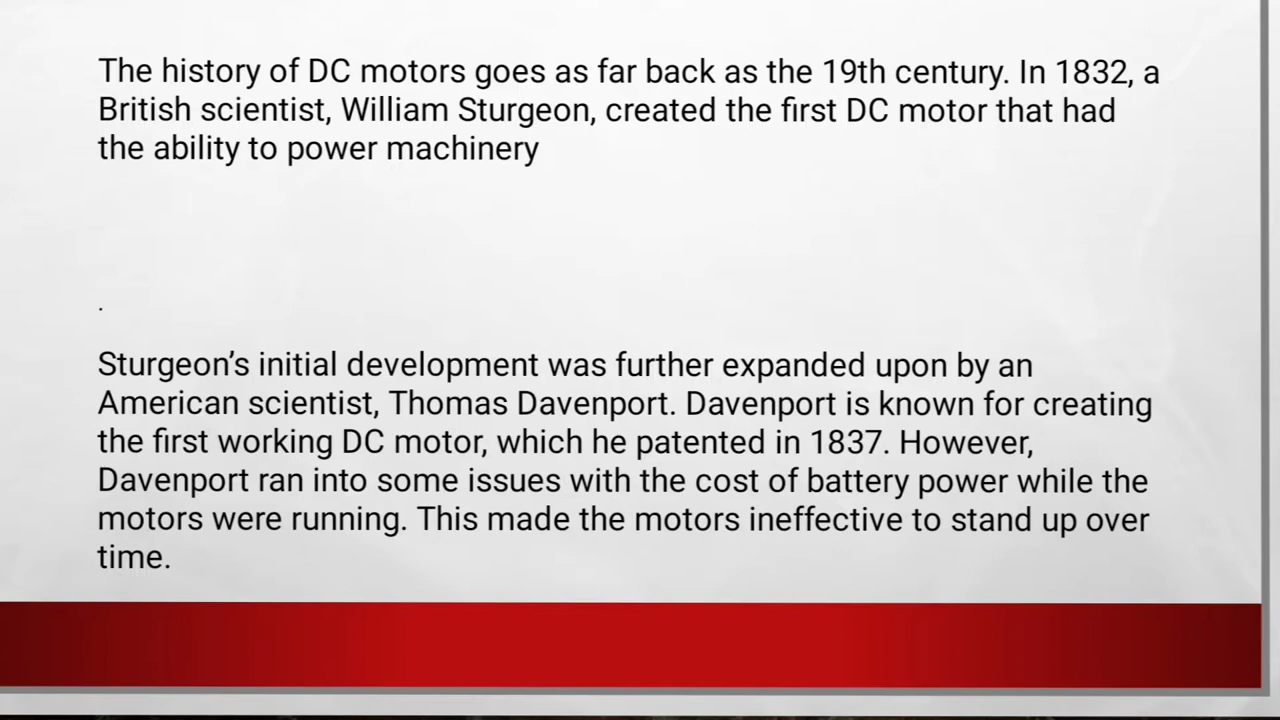 The history of DC motors goes as far back as the 19th century. In 1832, a
British scientist, William Sturgeon, created the first DC motor that had
the ability to power machinery
.
Sturgeon’s initial development was further expanded upon by an
American scientist, Thomas Davenport. Davenport is known for creating
the first working DC motor, which he patented in 1837. However,
Davenport ran into some issues with the cost of battery power while the
motors were running. This made the motors ineffective to stand up over
time.